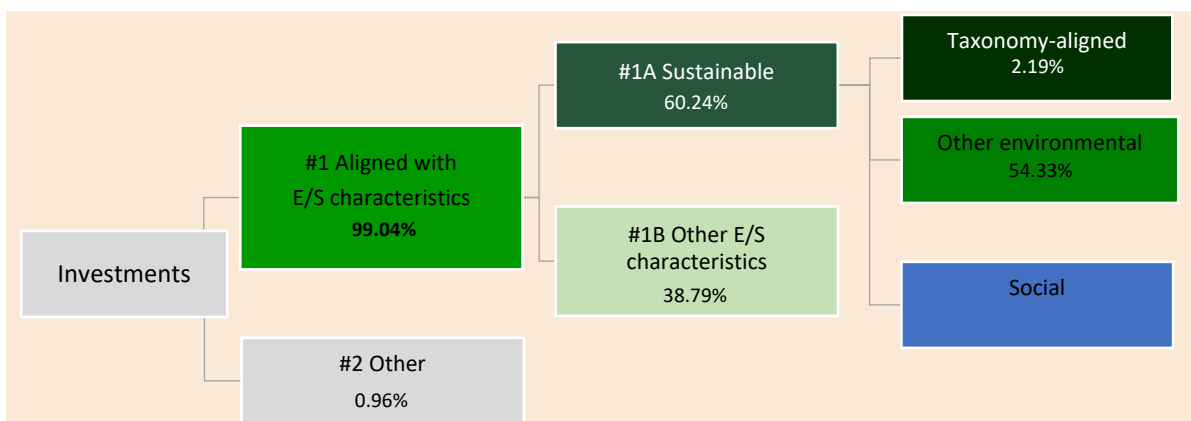 Investments
#1 Aligned with
E/S characteristics
99.04%
#2 Other
0.96%
#1A Sustainable
60.24%
#1B Other E/S
characteristics
38.79%
Taxonomy-aligned
2.19%
Other environmental
54.33%
Social